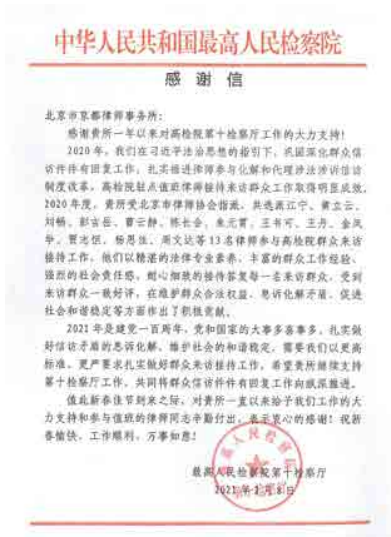 中华人民共和国最高人民检察院
感谢信
北京市京都律师事务所:
感谢贵所一年以来对高检院第十检察厅工作的大力支持!
2020年,我们在习近平法治思想的指引下,巩固深化群众信
访件件有回复工作,扎实推进律师参与化解和代理涉法涉诉信访
制度改革,高检院驻点值班律师接待来访群众工作取得明显成效。
2020年度,贵所受北京市律师协会指派,共选派江宁、黄立云、
刘畅、彭吉岳、曹云静、陈长会、朱元霄、王书可、王丹、金凤
华、贾志恒、杨思佳、周文达等13名律师参与高检院群众来访
接待工作,他们以精湛的法律专业素养、丰富的群众工作经验、
强烈的社会责任感,耐心细致的接待答复每一名来访群众,受到
来访群众一致好评,在维护群众合法权益、息诉化解矛盾、促进
社会和谐稳定等方面作出了积极贡献。
2021年是建党一百周年,党和国家的大事多喜事多,扎实做
好信访矛盾的息诉化解、维护社会的和谐稳定,需要我们以更高
标准、更严要求扎实做好群众来访接待工作,希望贵所继续支持
第十检察厅工作,共同将群众信访件件有回复工作向纵深推进。
值此新春佳节到来之际,对贵所一直以来给予我们工作的大
力支持和参与值班的律师同志辛勤付出,表示衷心的感谢!祝新
春愉快、工作顺利,万事如意!
最高人民检察院第十检察厅
2021年2月8日